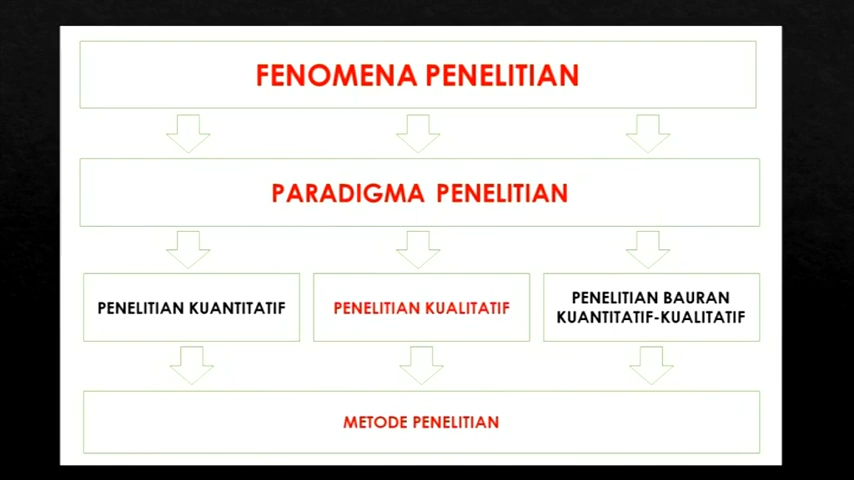 FENOMENA PENELITIAN
PARADIGMA PENELITIAN
PENELITIAN KUANTITATIF
PENELITIAN KUALITATIF
PENELITIAN BAURAN
KUANTITATIF-KUALITATIF
METODE PENELITIAN